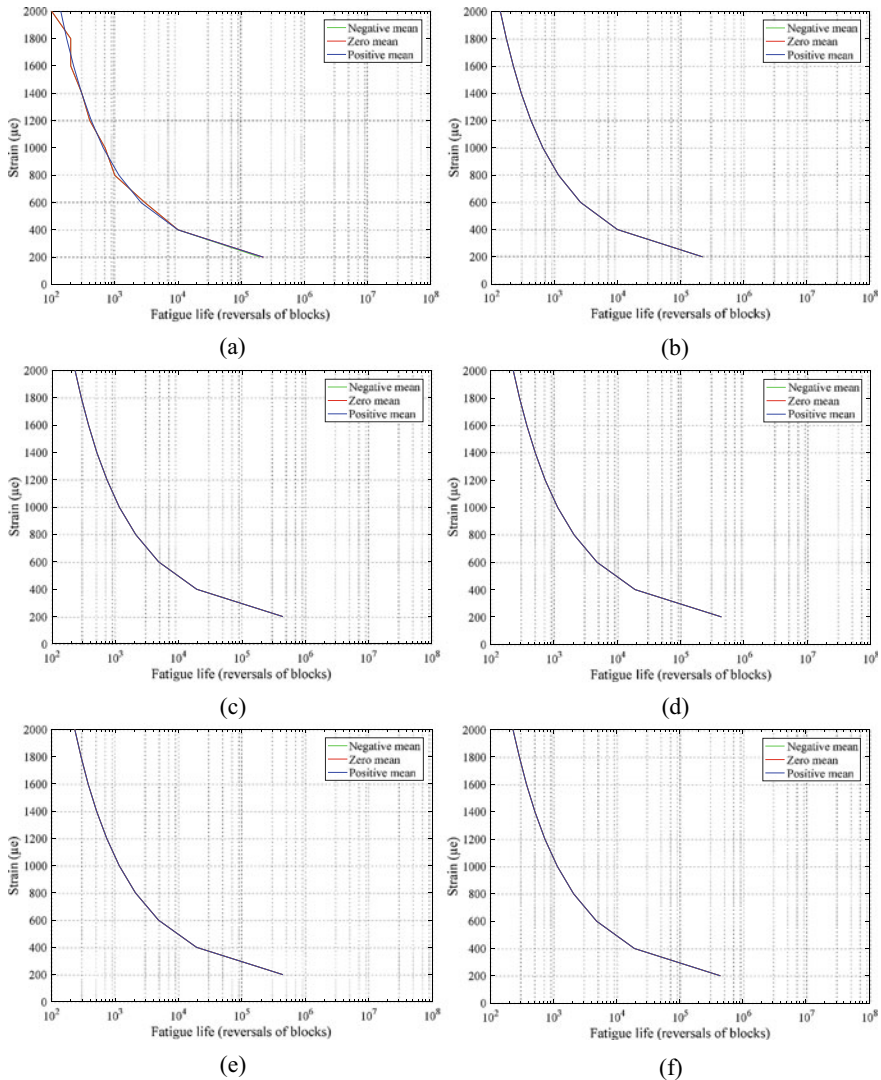 2000
1800
1600
1400
1200
1000
800
600
400
200
0
Strain (µe)
Negative mean
Zero mean
Positive mean
10² 10³ 10⁴ 10⁵ 10⁶ 10⁷ 10⁸
Fatigue life (reversals of blocks)
(a)
2000
1800
1600
1400
1200
1000
800
600
400
200
0
Strain (µe)
Negative mean
Zero mean
Positive mean
10² 10³ 10⁴ 10⁵ 10⁶ 10⁷ 10⁸
Fatigue life (reversals of blocks)
(b)
2000
1800
1600
1400
1200
1000
800
600
400
200
0
Strain (µe)
Negative mean
Zero mean
Positive mean
10² 10³ 10⁴ 10⁵ 10⁶ 10⁷ 10⁸
Fatigue life (reversals of blocks)
(c)
2000
1800
1600
1400
1200
1000
800
600
400
200
0
Strain (µe)
Negative mean
Zero mean
Positive mean
10² 10³ 10⁴ 10⁵ 10⁶ 10⁷ 10⁸
Fatigue life (reversals of blocks)
(d)
2000
1800
1600
1400
1200
1000
800
600
400
200
0
Strain (µe)
Negative mean
Zero mean
Positive mean
10² 10³ 10⁴ 10⁵ 10⁶ 10⁷ 10⁸
Fatigue life (reversals of blocks)
(e)
2000
1800
1600
1400
1200
1000
800
600
400
200
0
Strain (µe)
Negative mean
Zero mean
Positive mean
10² 10³ 10⁴ 10⁵ 10⁶ 10⁷ 10⁸
Fatigue life (reversals of blocks)
(f)